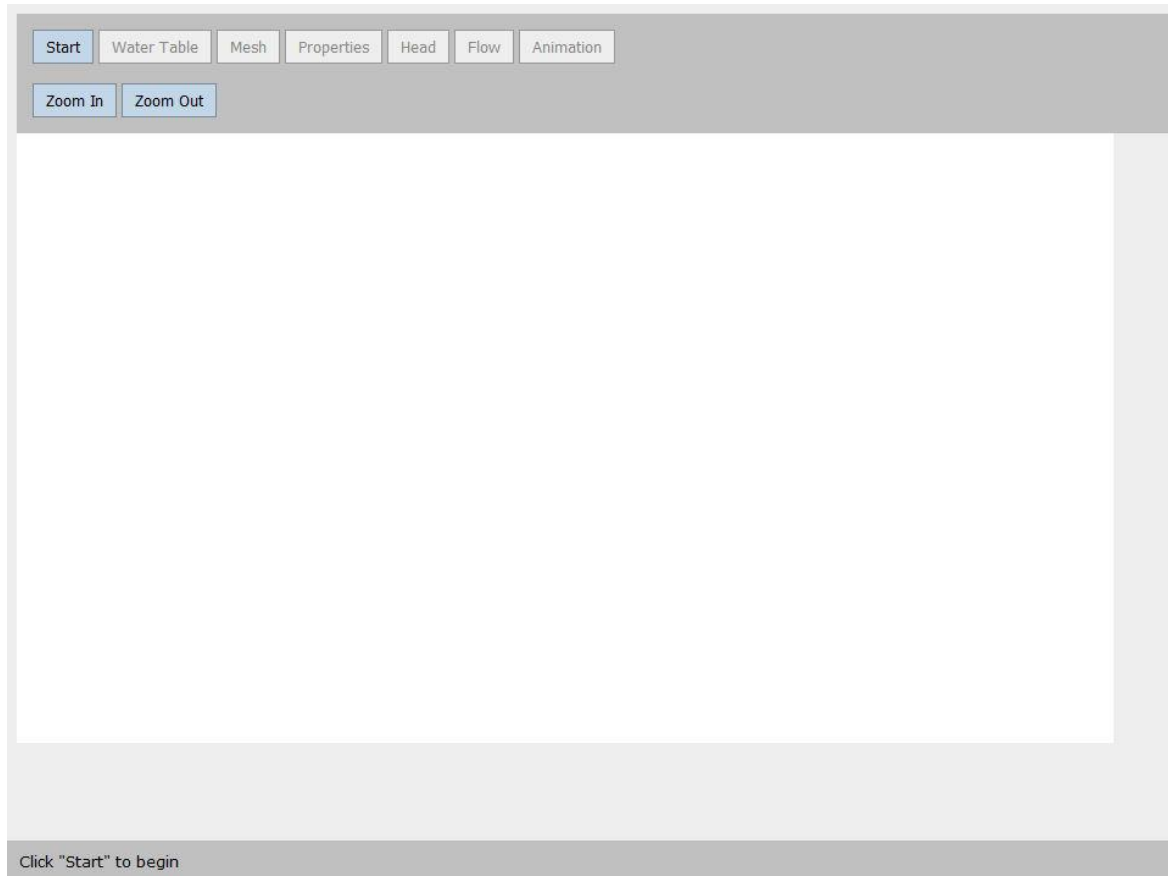 Start Water Table Mesh Properties Head Flow Animation
Zoom In Zoom Out
Click "Start" to begin